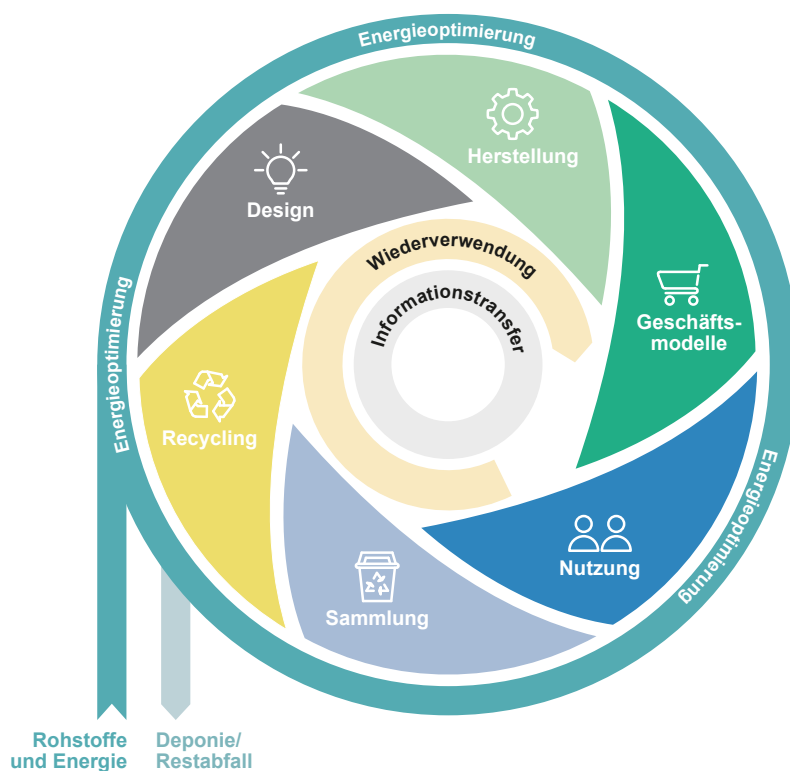 Energieoptimierung
Herstellung
Design
Wiederverwendung
Informationstransfer
Geschäfts-
modelle
Energieoptimierung
Recycling
Energieoptimierung
Nutzung
Sammlung
Rohstoffe
und Energie
Deponie/
Restabfall